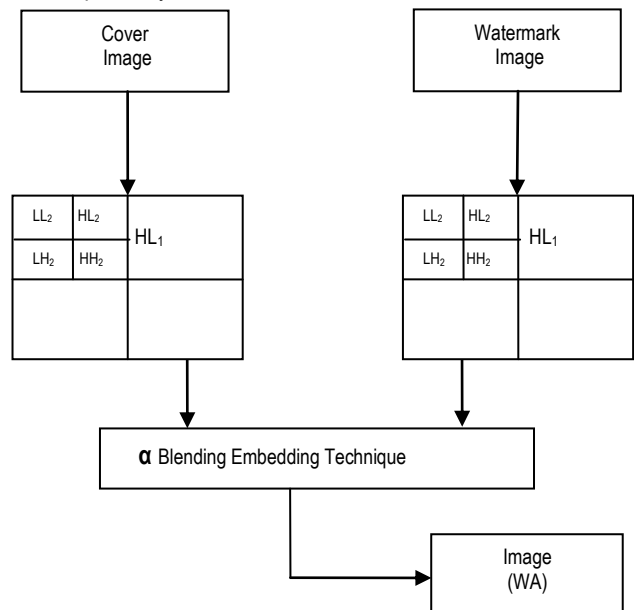 Cover
Image
Watermark
Image
LL₂ HL₂
HL₁
LH₂ HH₂
LL₂ HL₂
HL₁
LH₂ HH₂
α Blending Embedding Technique
Image
(WA)